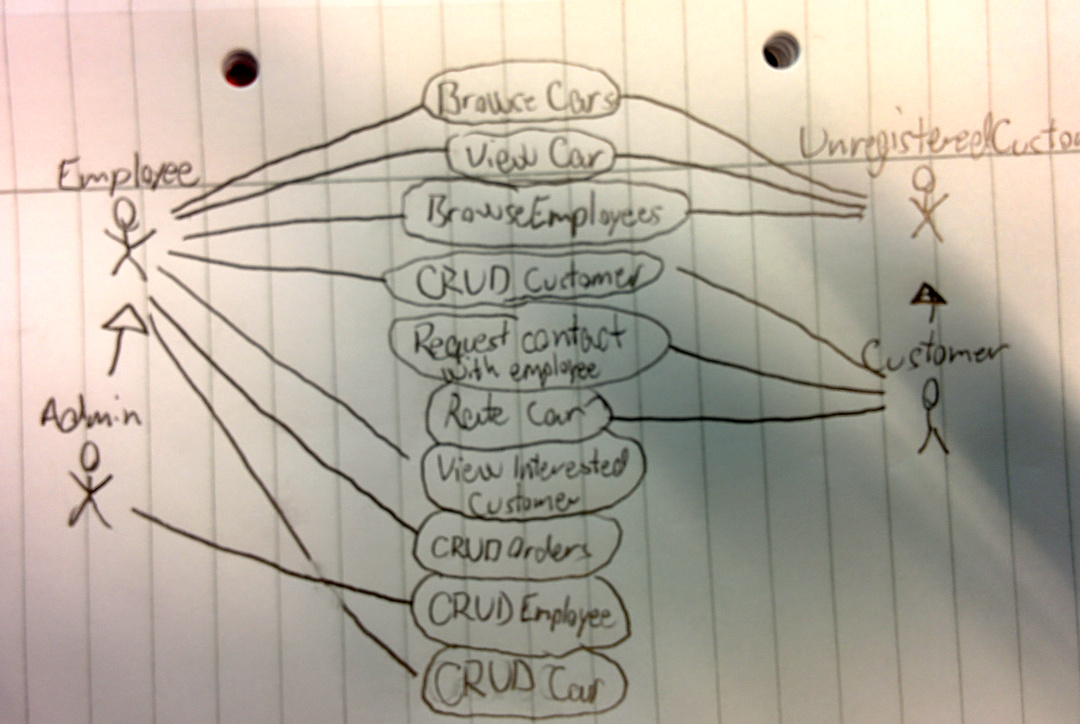 Browse Cars
UnregisteredCusto
View Car
Employee
BrowseEmployees
CRUD Customer
Request contact
with employee
Customer
Admin
Rate Car
View Interested
Customer
CRUD Orders
CRUD Employee
CRUD Car